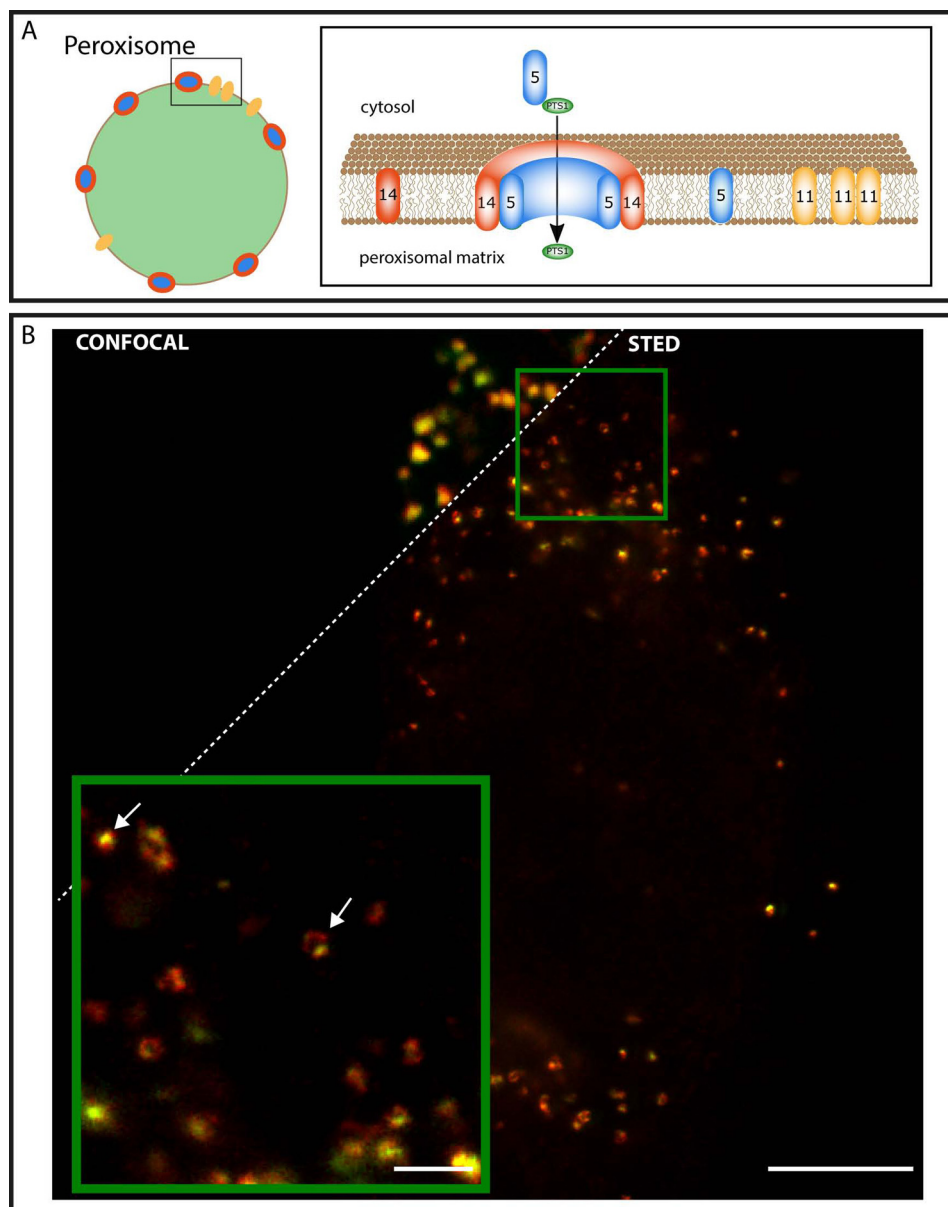 A
Peroxisome
5
PTS1
cytosol
14
14
5
5
14
5
11
11
11
PTS1
peroxisomal matrix
B
CONFOCAL
STED